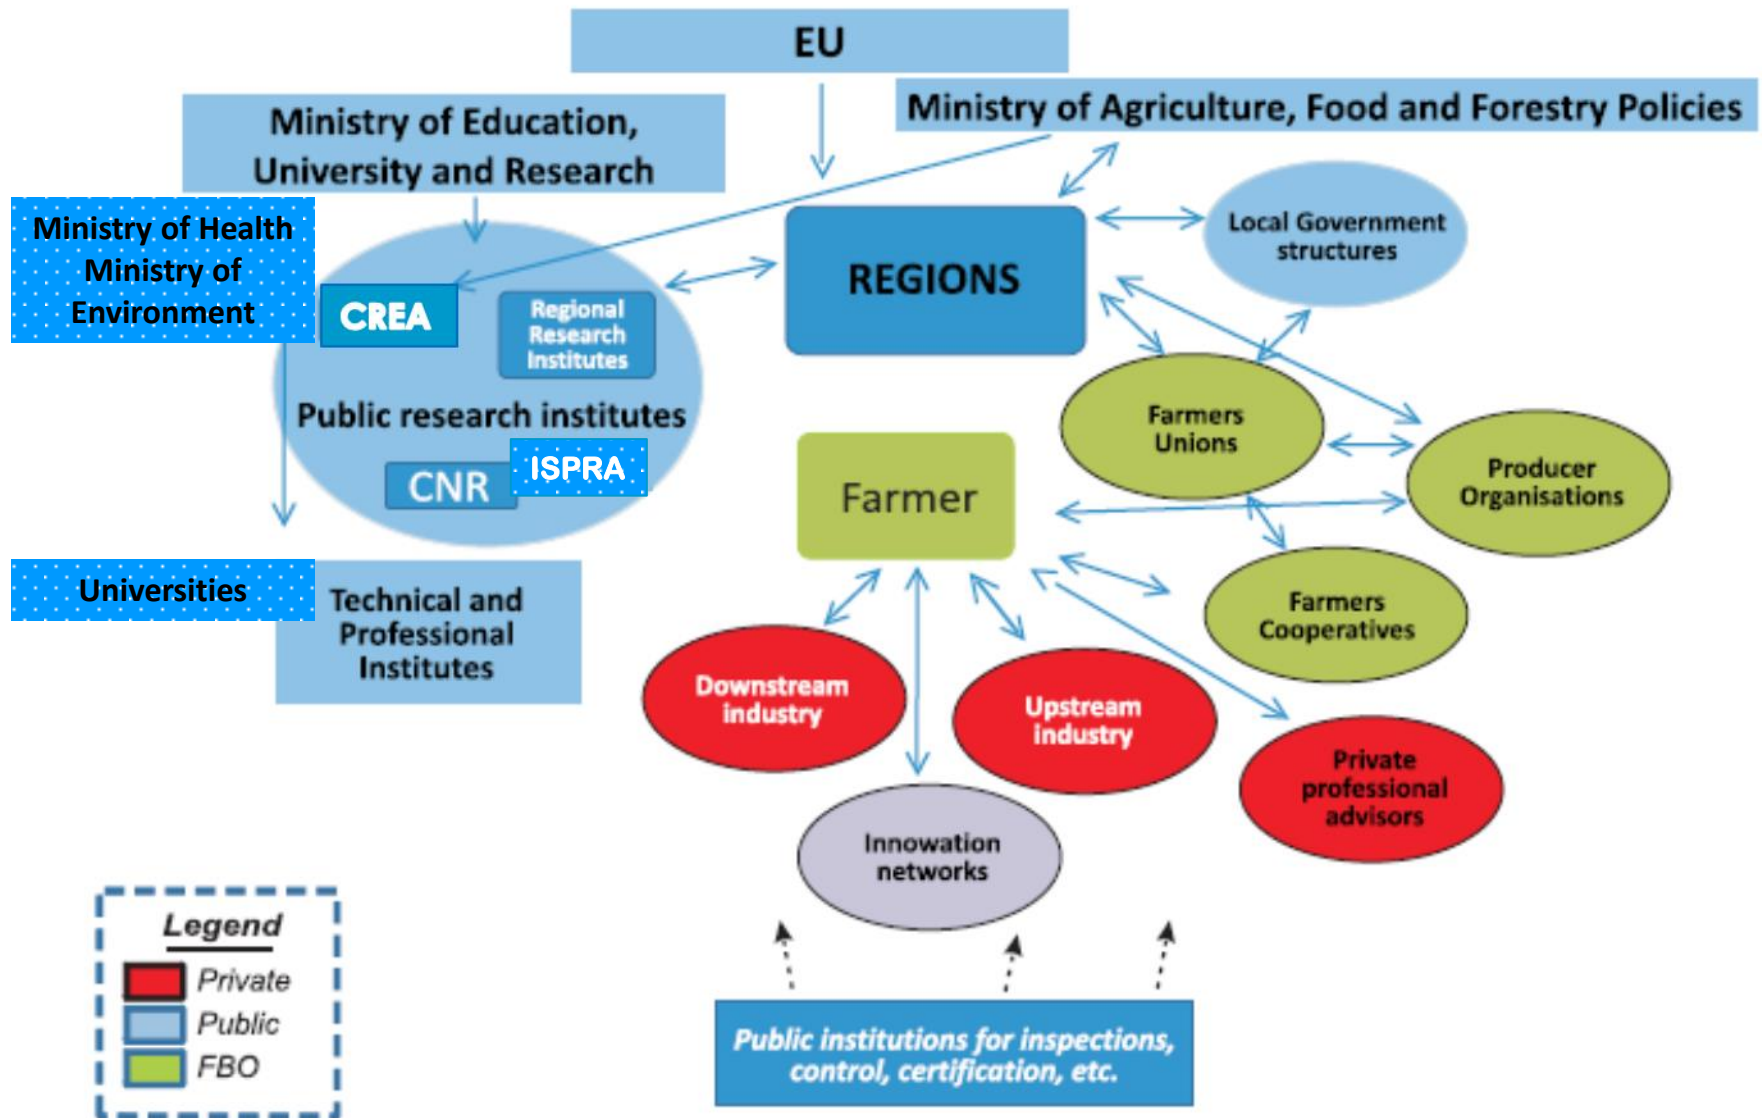 EU
Ministry of Agriculture, Food and Forestry Policies
Ministry of Education,
University and Research
Ministry of Health
Ministry of
Environment
REGIONS
Local Government
structures
CREA
Regional
Research
Institutes
Public research institutes
CNR
ISPRA
Farmers
Unions
Producer
Organisations
Farmer
Universities
Technical and
Professional
Institutes
Farmers
Cooperatives
Downstream
industry
Upstream
industry
Private
professional
advisors
Innowation
networks
Legend
Private
Public
FBO
Public institutions for inspections,
control, certification, etc.